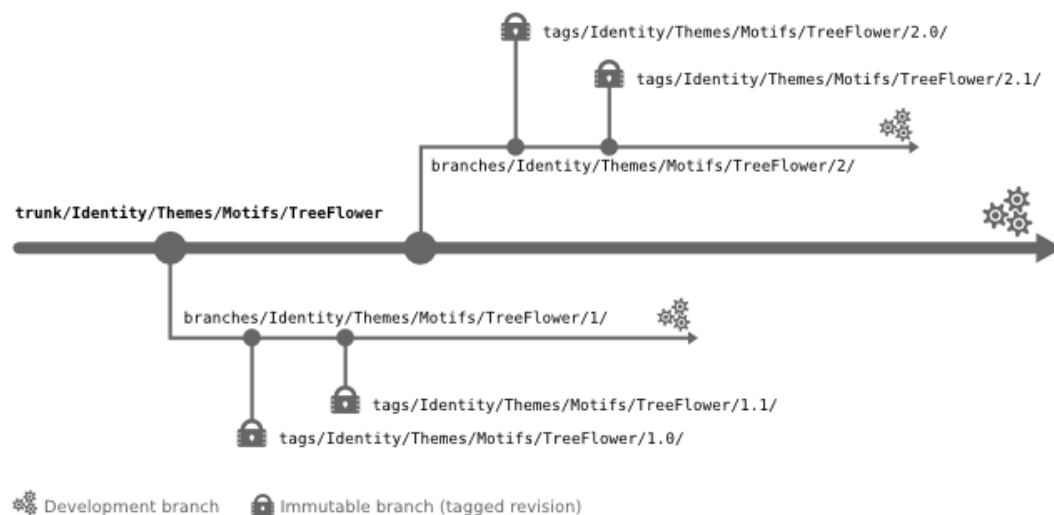 tags/Identity/Themes/Motifs/TreeFlower/2.0/
tags/Identity/Themes/Motifs/TreeFlower/2.1/
branches/Identity/Themes/Motifs/TreeFlower/2/
trunk/Identity/Themes/Motifs/TreeFlower
branches/Identity/Themes/Motifs/TreeFlower/1/
tags/Identity/Themes/Motifs/TreeFlower/1.1/
tags/Identity/Themes/Motifs/TreeFlower/1.0/
Development branch
Immutable branch (tagged revision)